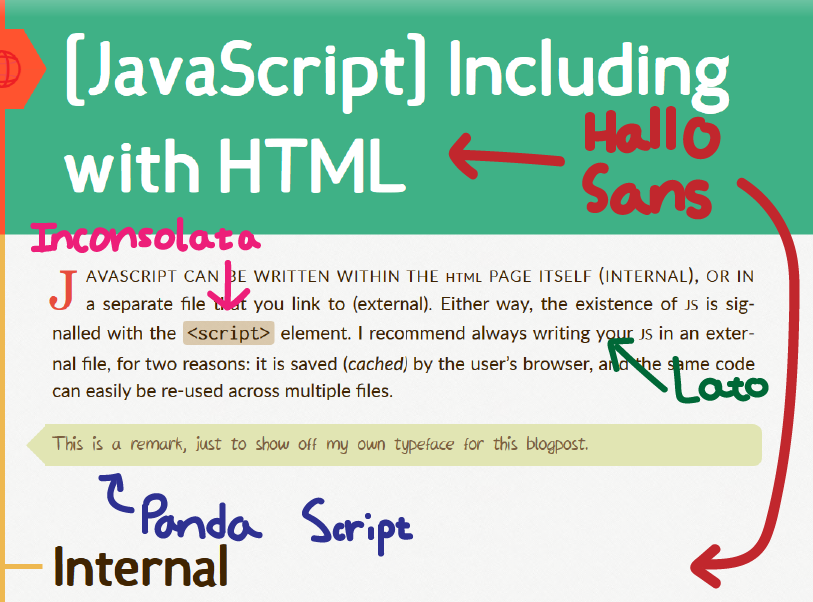 [JavaScript] Including
with HTML
Hallo
Sans
Inconsolata
JAVASCRIPT CAN BE WRITTEN WITHIN THE HTML PAGE ITSELF (INTERNAL), OR IN
a separate file that you link to (external). Either way, the existence of JS is sig-
nalled with the <script> element. I recommend always writing your JS in an exter-
nal file, for two reasons: it is saved (cached) by the user's browser, and the same code
can easily be re-used across multiple files.
Lato
This is a remark, just to show off my own typeface for this blogpost.
Panda Script
Internal